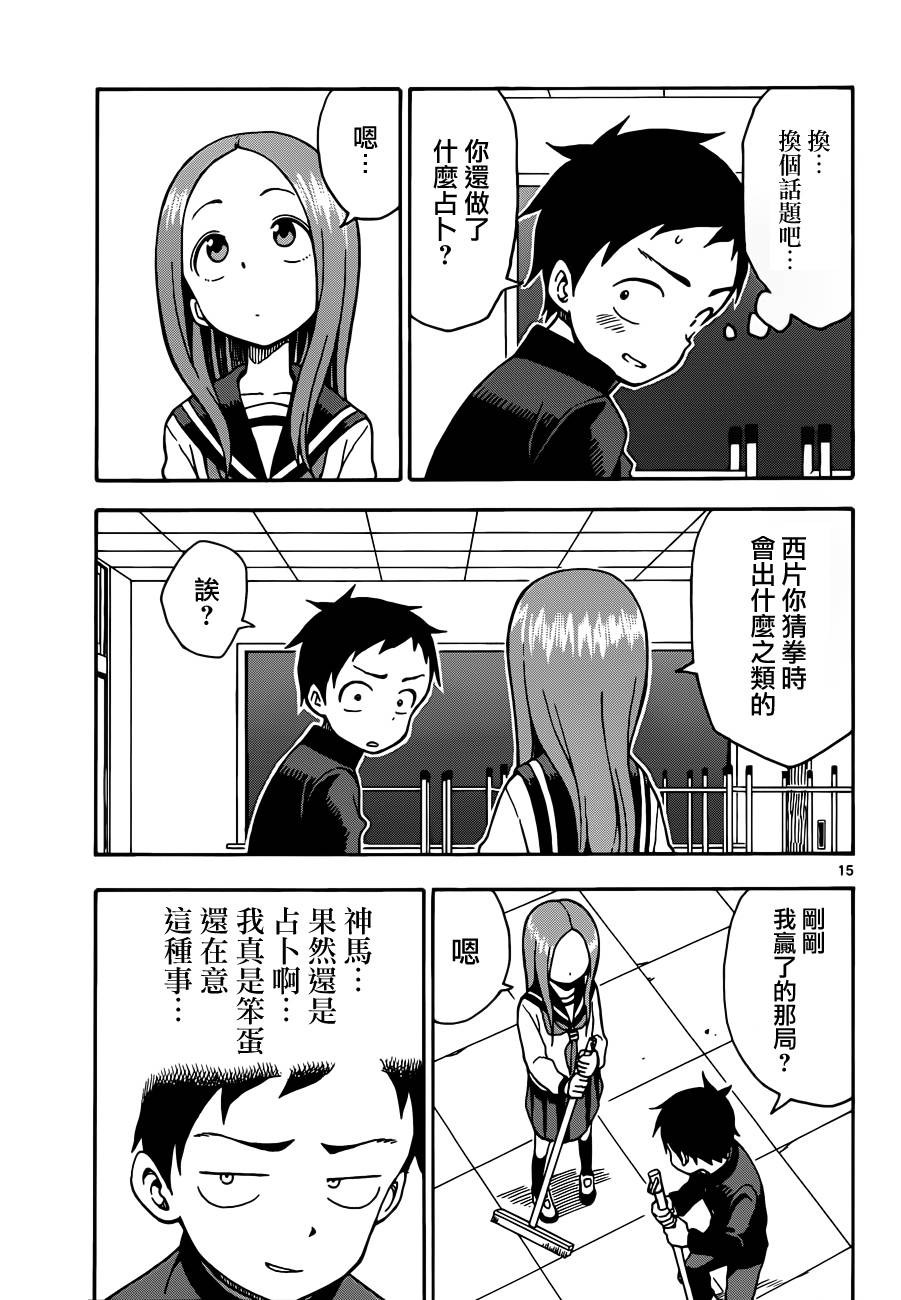 換…
換個話題吧…
你還做了
什麼占卜？
嗯…
西片你猜拳時
會出什麼之類的
誒？
15
剛剛
我贏了的那局？
嗯
神馬…
果然還是
占卜啊…
我真是笨蛋
還在意
這種事…